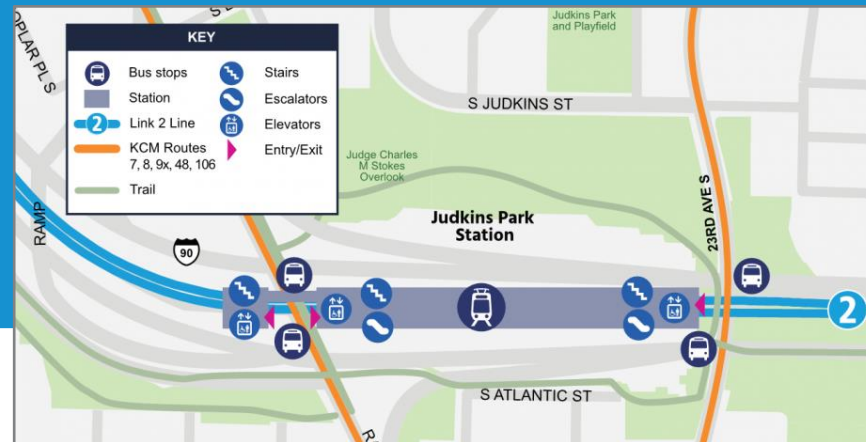 KEY
Bus stops
Stairs
Station
Escalators
2
Link 2 Line
Elevators
KCM Routes
7, 8, 9x, 48, 106
Entry/Exit
Trail
Judkins Park
and Playfield
S JUDKINS ST
Judge Charles
M Stokes
Overlook
RAMP
90
Judkins Park
Station
23RD AVE S
2
S ATLANTIC ST